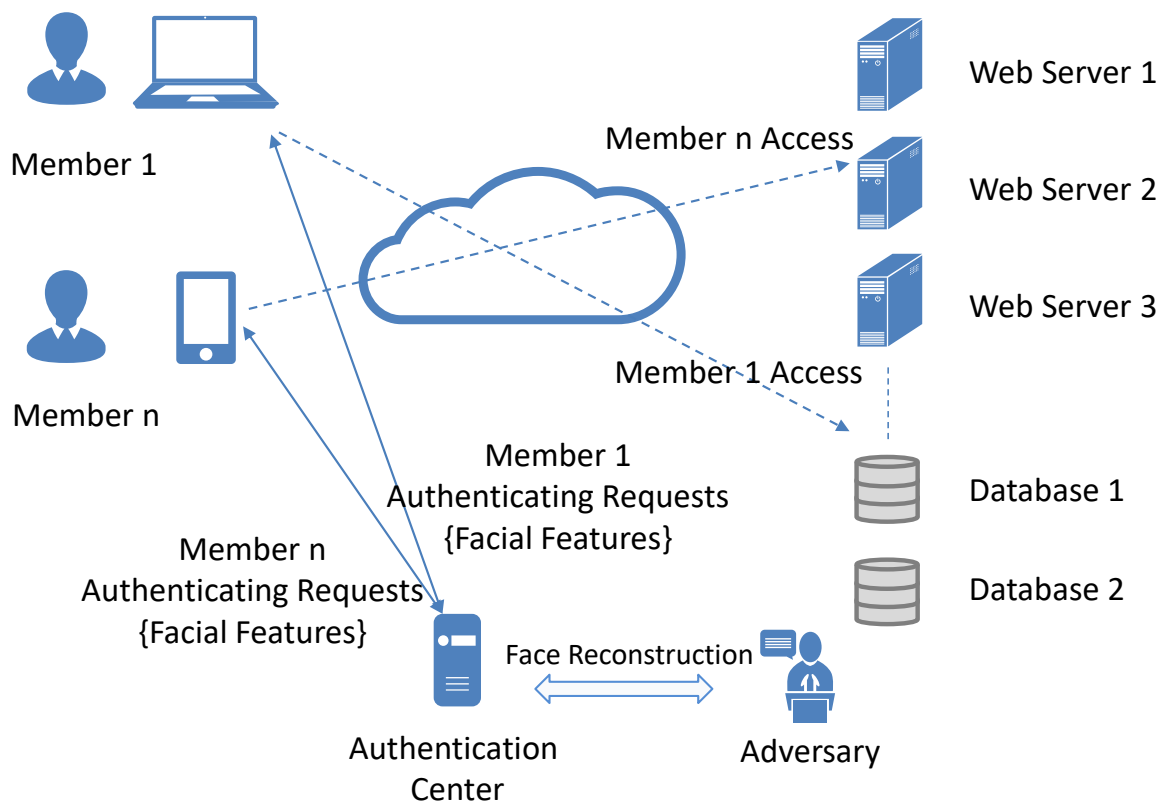 Web Server 1
Member n Access
Member 1
Web Server 2
Web Server 3
Member 1 Access
Member n
Member 1
Authenticating Requests
{Facial Features}
Database 1
Member n
Authenticating Requests
{Facial Features}
Database 2
Face Reconstruction
Authentication
Center
Adversary